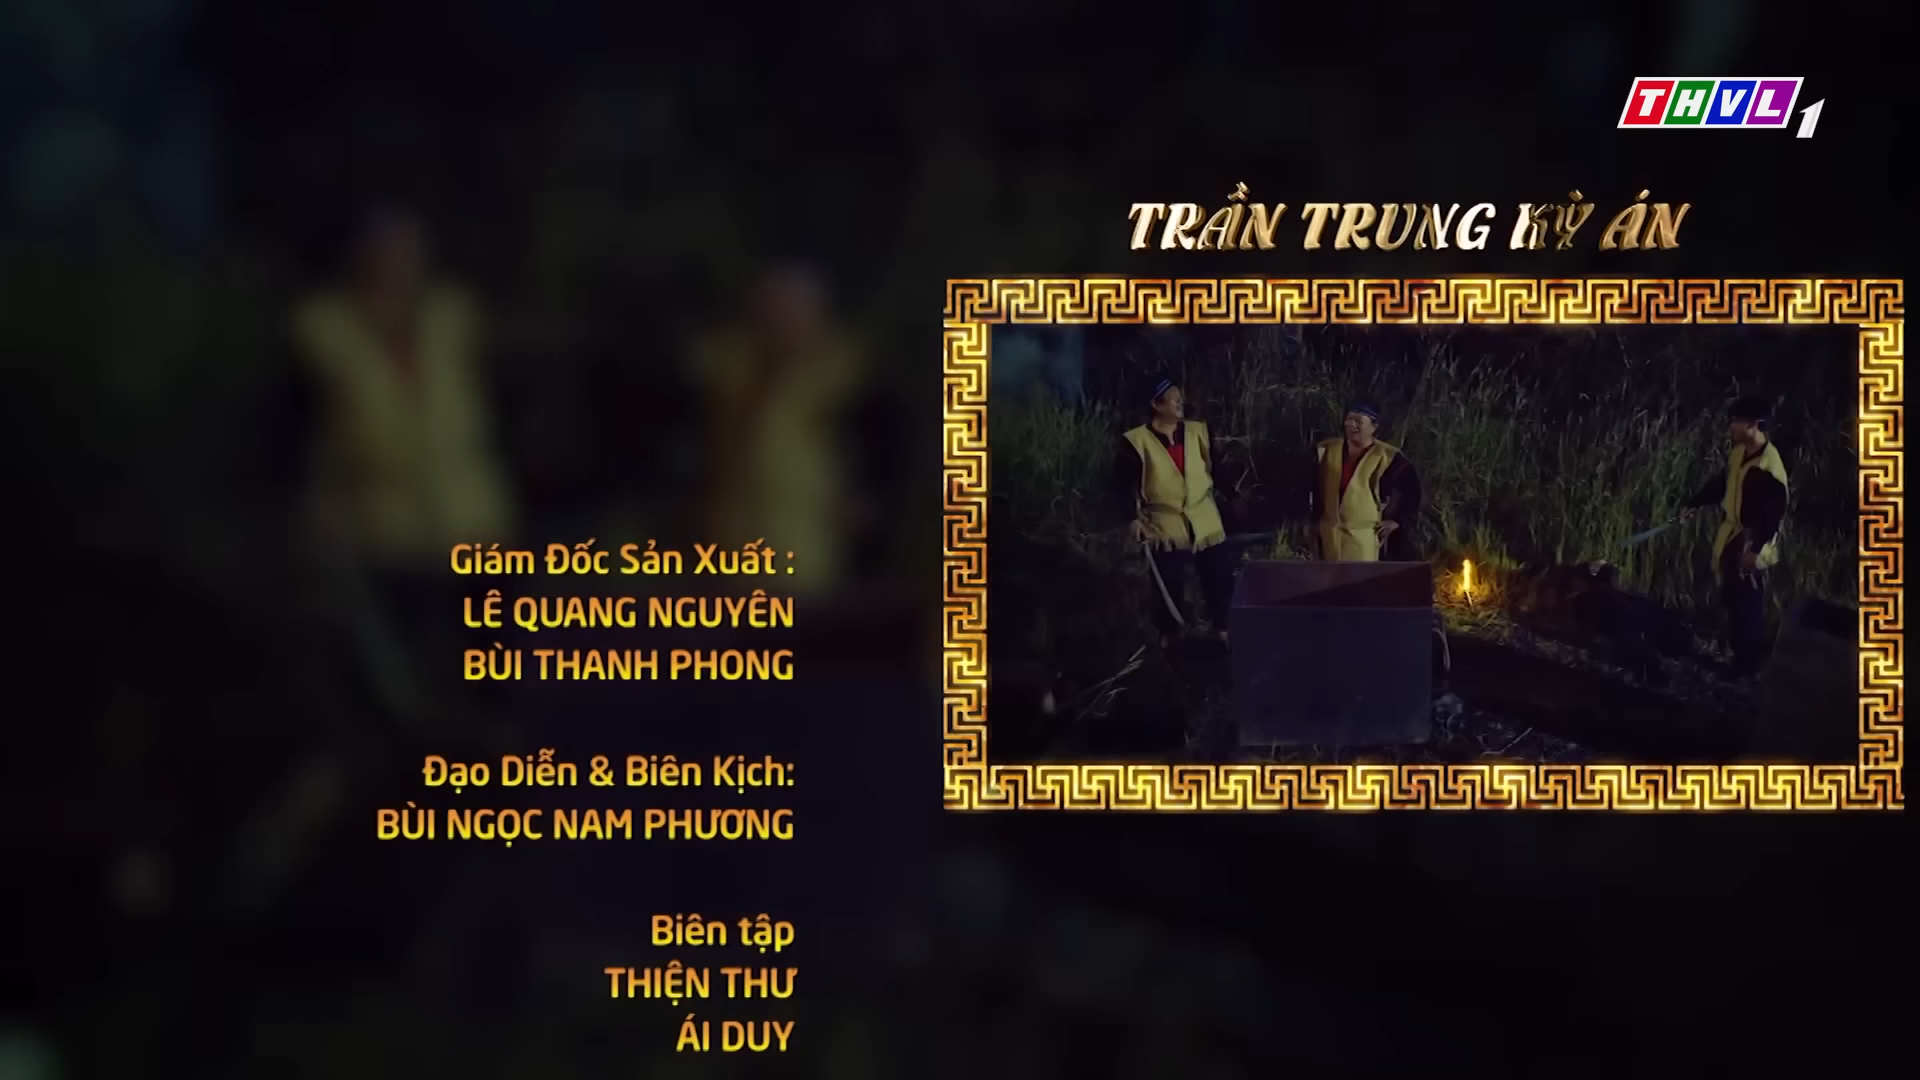 THVL1
TRẦN TRUNG KỲ ÁN
Giám Đốc Sản Xuất :
LÊ QUANG NGUYÊN
BÙI THANH PHONG
Đạo Diễn & Biên Kịch:
BÙI NGỌC NAM PHƯƠNG
Biên tập
THIỆN THƯ
ÁI DUY